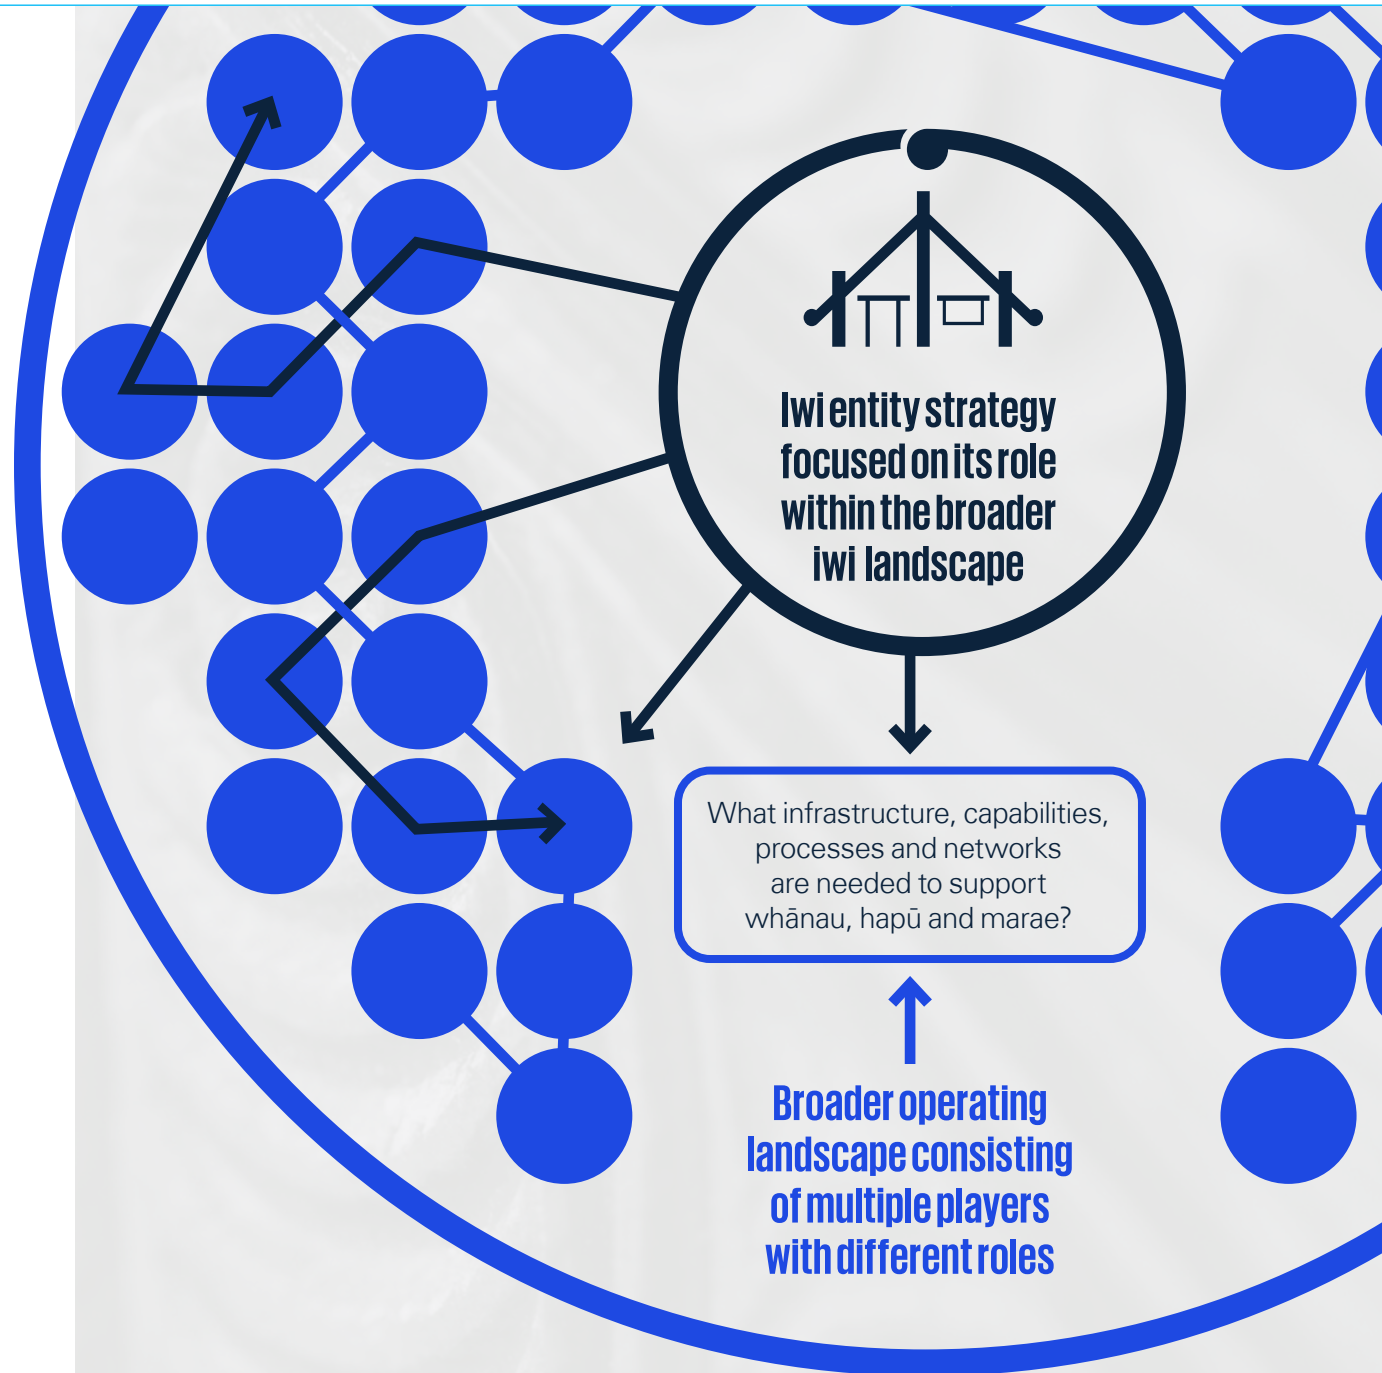 Iwi entity strategy
focused on its role
within the broader
iwi landscape
What infrastructure, capabilities,
processes and networks
are needed to support
whānau, hapū and marae?
Broader operating
landscape consisting
of multiple players
with different roles